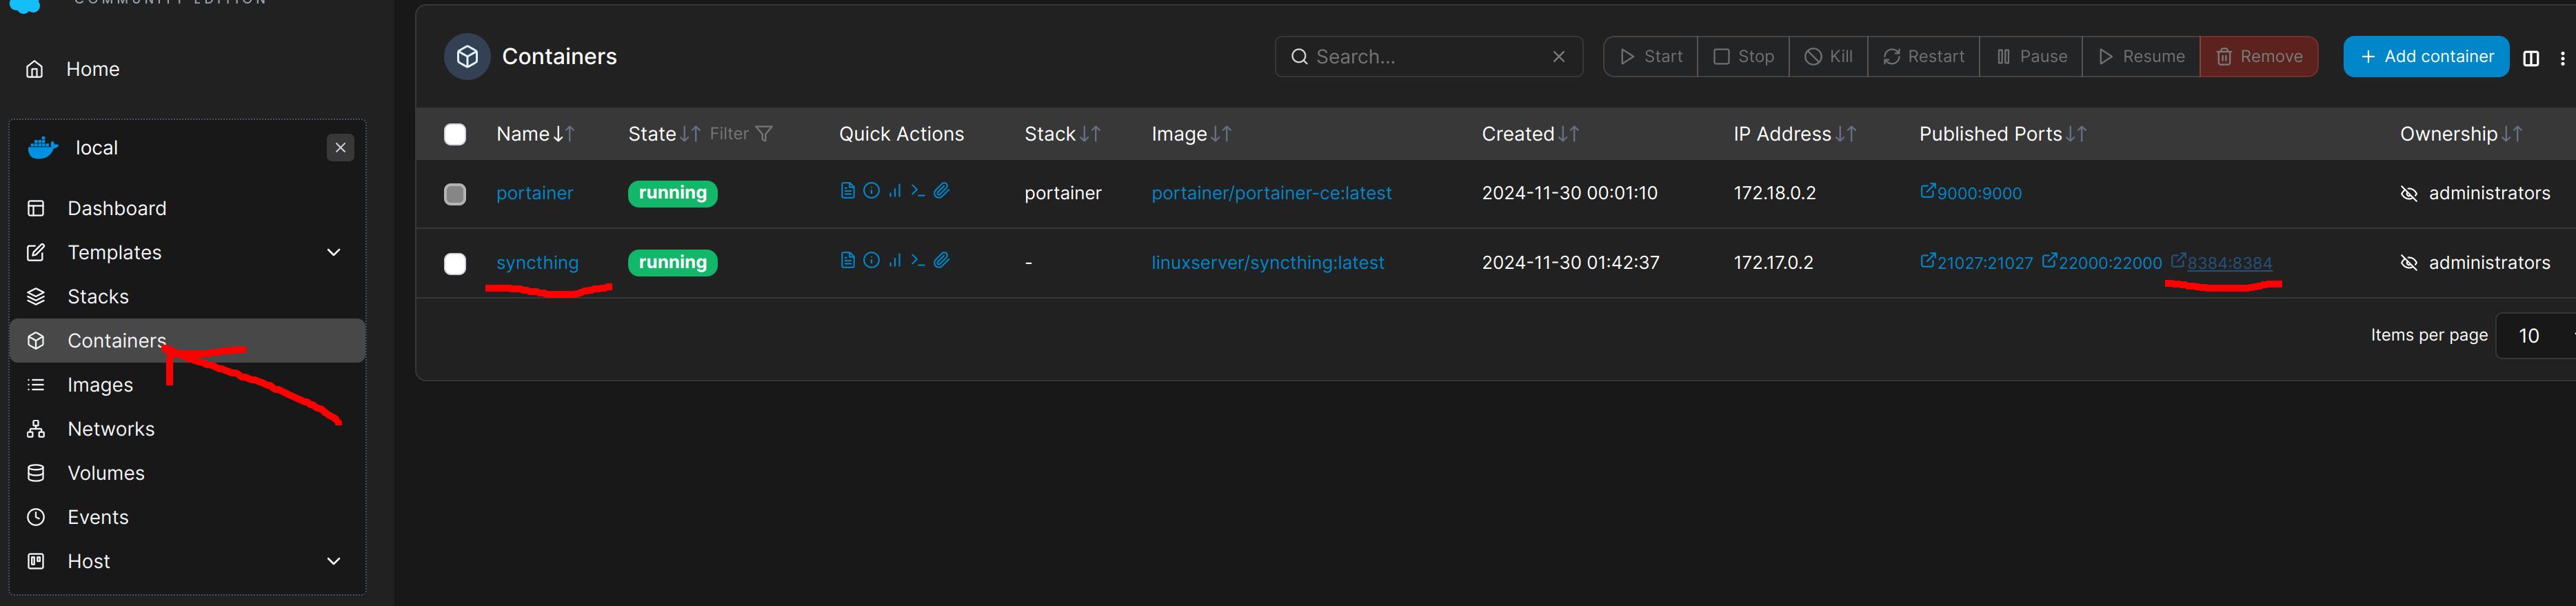 COMMUNITY EDITION
Home
local
Dashboard
Templates
Stacks
Containers
Images
Networks
Volumes
Events
Host
Containers
Search...
Start Stop Kill Restart Pause Resume Remove
Add container
Name State Filter Quick Actions Stack Image Created IP Address Published Ports Ownership
portainer running portainer portainer/portainer-ce:latest 2024-11-30 00:01:10 172.18.0.2 9000:9000 administrators
syncthing running - linuxserver/syncthing:latest 2024-11-30 01:42:37 172.17.0.2 21027:21027 22000:22000 8384:8384 administrators
Items per page 10